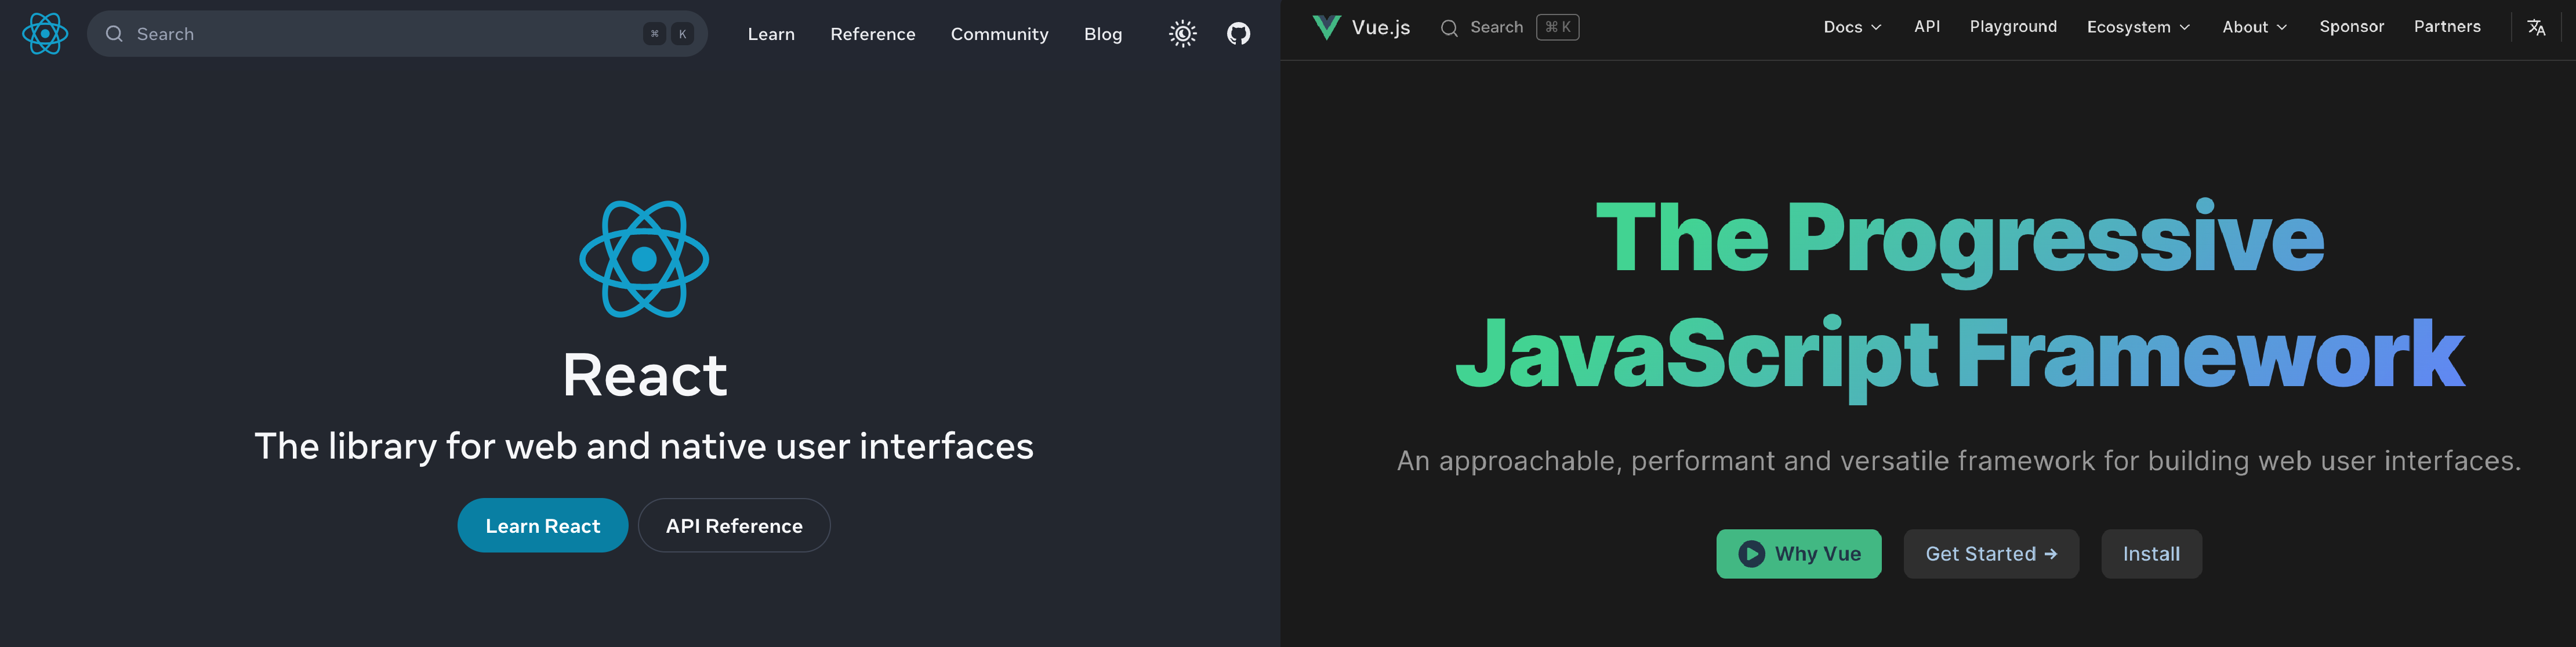 Search ⌘ K Learn Reference Community Blog
React
The library for web and native user interfaces
Learn React API Reference
Vue.js Search ⌘ K Docs API Playground Ecosystem About Sponsor Partners
The Progressive
JavaScript Framework
An approachable, performant and versatile framework for building web user interfaces.
Why Vue Get Started → Install